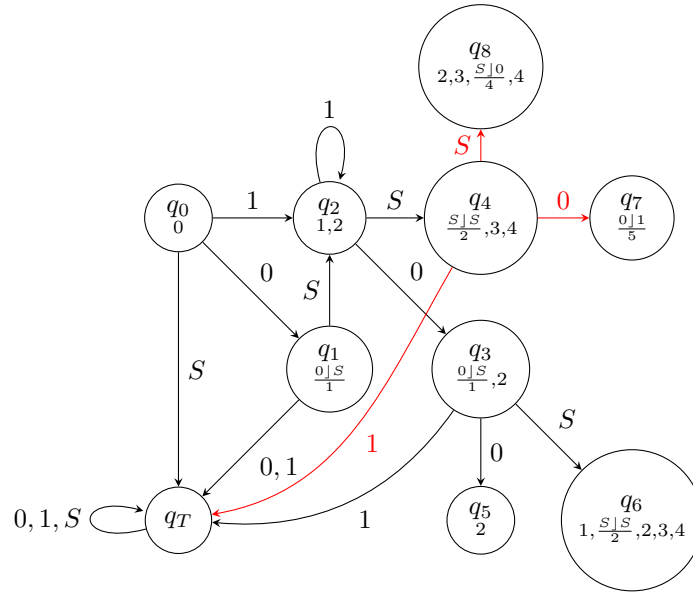 q8
2,3,S⌋0/4,4
1
S
q0
0
1
q2
1,2
S
q4
S⌋S/2,3,4
0
q7
0⌋1/5
0
0
S
q1
0⌋S/1
q3
0⌋S/1,2
S
S
1
0,1
0
0,1,S
qT
1
q5
2
q6
1,S⌋S/2,2,3,4